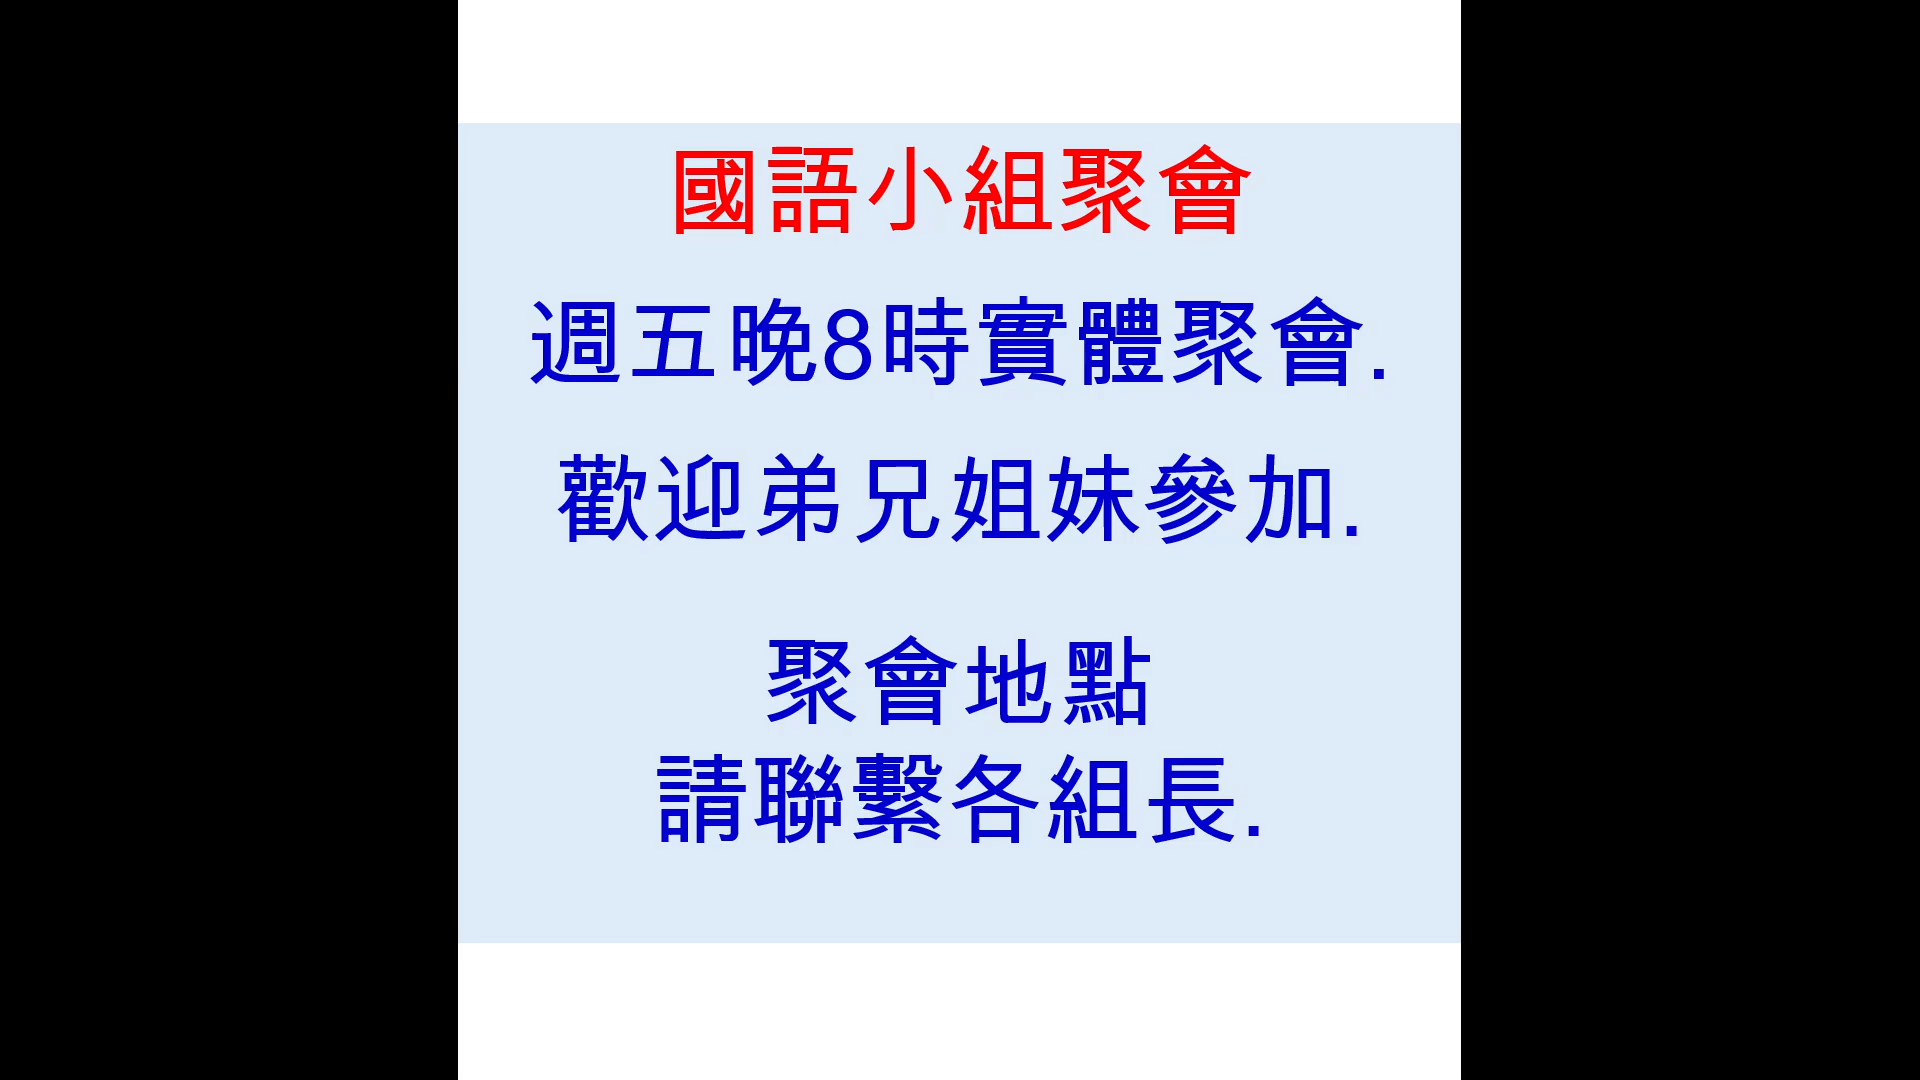 國語小組聚會
週五晚8時實體聚會.
歡迎弟兄姐妹參加.
聚會地點
請聯繫各組長.